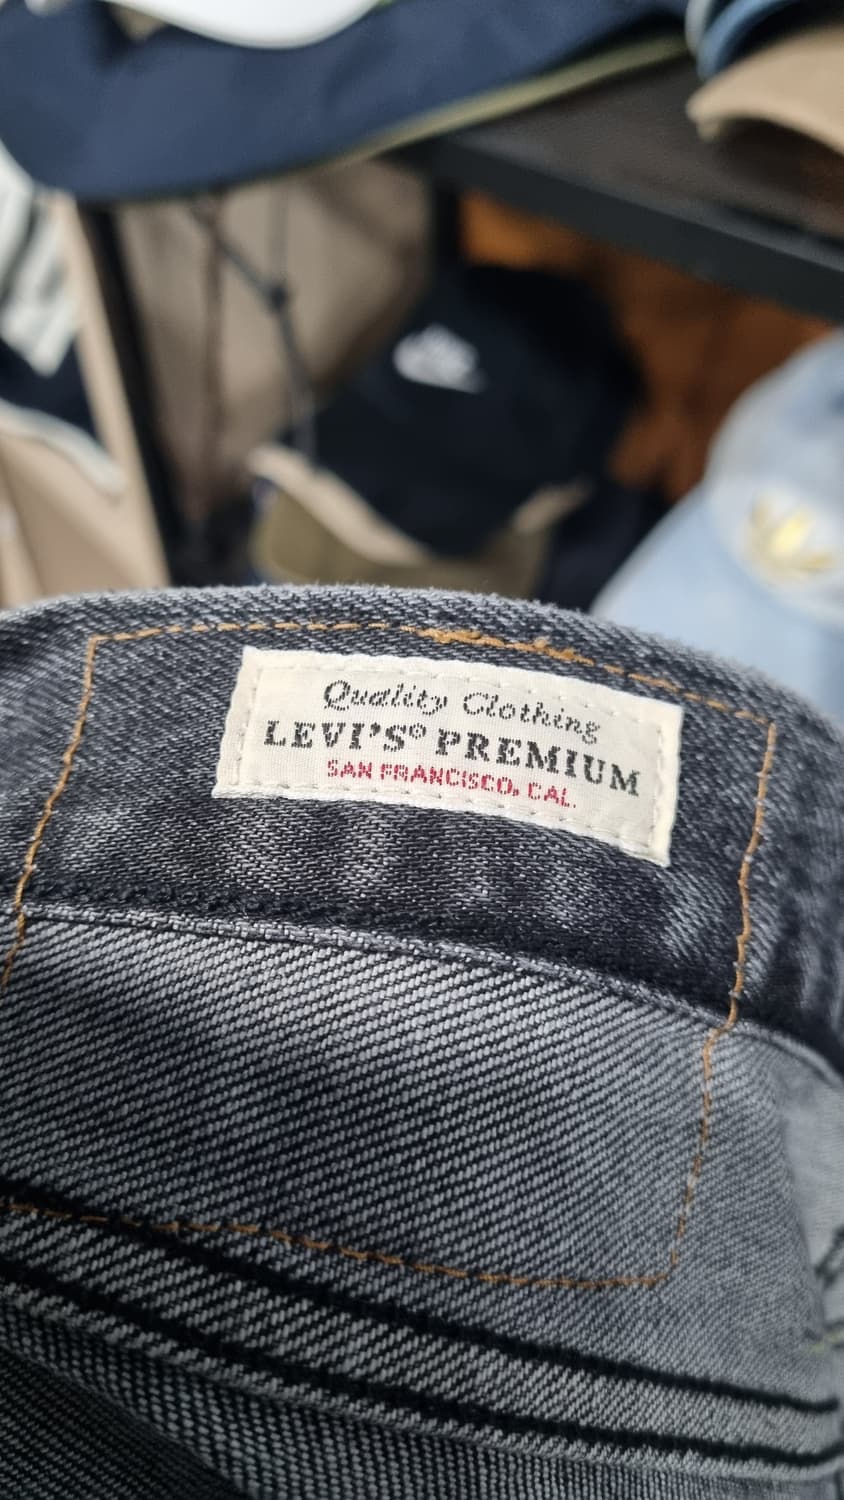 Quality Clothing
LEVI'S® PREMIUM
SAN FRANCISCO, CAL.